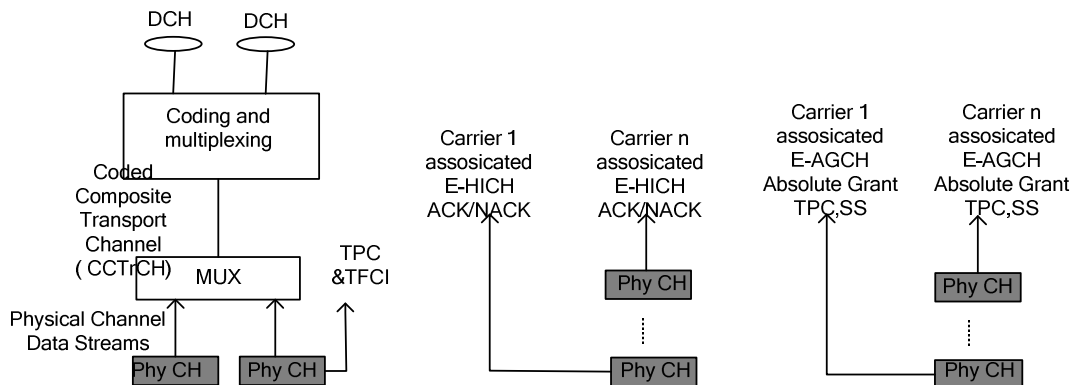 DCH
DCH
Coding and
multiplexing
Coded
Composite
Transport
Channel
( CCTrCH)
MUX
TPC
&TFCI
Physical Channel
Data Streams
Phy CH
Phy CH
Carrier 1
assosicated
E-HICH
ACK/NACK
Carrier n
assosicated
E-HICH
ACK/NACK
Phy CH
Phy CH
Carrier 1
assosicated
E-AGCH
Absolute Grant
TPC,SS
Carrier n
assosicated
E-AGCH
Absolute Grant
TPC,SS
Phy CH
Phy CH